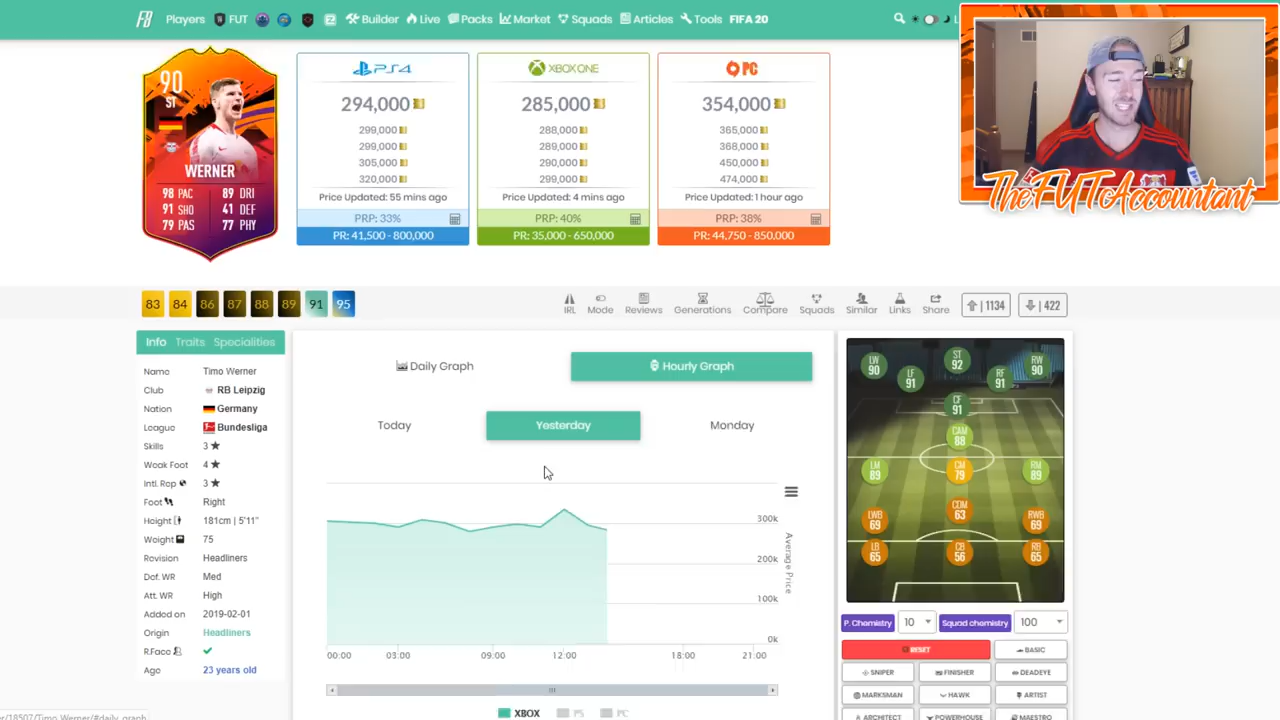 Players FUT EZ Builder Live Packs Market Squads Articles Tools FIFA 20
90
ST
WERNER
98 PAC 89 DRI
91 SHO 41 DEF
79 PAS 77 PHY
PS4
294,000
299,000
299,000
305,000
320,000
Price Updated: 55 mins ago
PRP: 33%
PR: 41,500 - 800,000
XBOX ONE
285,000
288,000
289,000
290,000
299,000
Price Updated: 4 mins ago
PRP: 40%
PR: 35,000 - 650,000
PC
354,000
365,000
368,000
450,000
474,000
Price Updated: 1 hour ago
PRP: 38%
PR: 44,750 - 850,000
TheFUTAccountant
83 84 86 87 88 89 91 95
IRL Mode Reviews Generations Compare Squads Similar Links Share
1134
422
Info Traits Specialities
Name Timo Werner
Club RB Leipzig
Nation Germany
League Bundesliga
Skills 3
Weak Foot 4
Intl. Rep 3
Foot Right
Height 181cm | 5'11"
Weight 75
Revision Headliners
Def. WR Med
Att. WR High
Added on 2019-02-01
Origin Headliners
R.Face
Age 23 years old
Daily Graph Hourly Graph
Today Yesterday Monday
300k
200k
100k
0k
Average Price
00:00 03:00 09:00 12:00 18:00 21:00
XBOX PS PC
LW 90
ST 92
RW 90
LF 91
RF 91
CF 91
CAM 88
LM 89
CM 79
RM 89
LWB 69
CDM 63
RWB 69
LB 65
CB 56
RB 65
P. Chemistry 10 Squad chemistry 100
RESET BASIC
SNIPER FINISHER DEADEYE
MARKSMAN HAWK ARTIST
ARCHITECT POWERHOUSE MAESTRO
er/18507/Timo Werner/#daily_graph